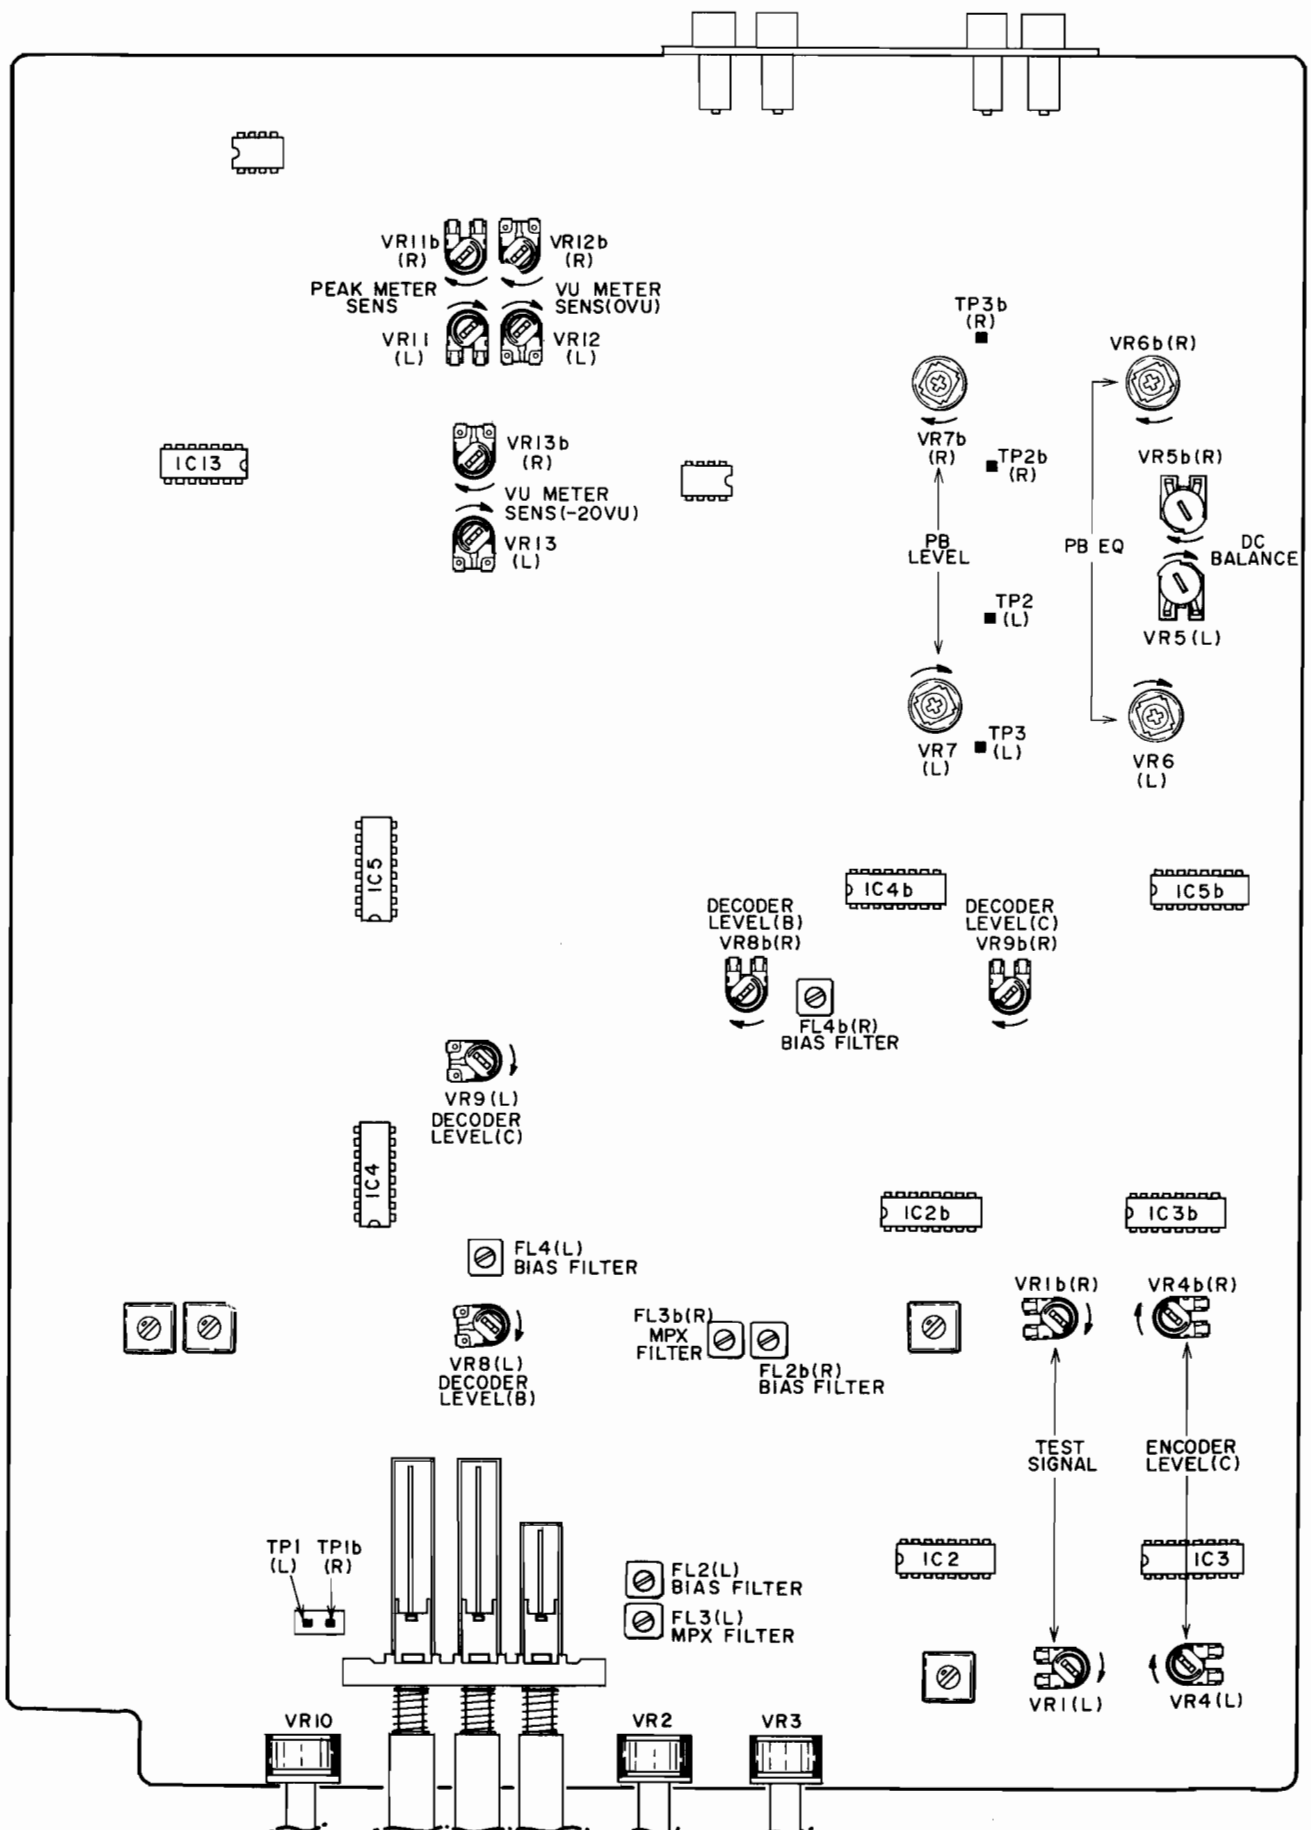 VR11b
(R)
VR12b
(R)
PEAK METER
SENS
VU METER
SENS(0VU)
VR11
(L)
VR12
(L)
TP3b
(R)
VR6b(R)
IC13
VR13b
(R)
VU METER
SENS(-20VU)
VR13
(L)
VR7b
(R)
TP2b
(R)
VR5b(R)
PB
LEVEL
PB EQ
DC
BALANCE
TP2
(L)
VR5(L)
VR7
(L)
TP3
(L)
VR6
(L)
IC5
IC4b
IC5b
DECODER
LEVEL(B)
VR8b(R)
DECODER
LEVEL(C)
VR9b(R)
FL4b(R)
BIAS FILTER
VR9(L)
DECODER
LEVEL(C)
IC4
IC2b
IC3b
FL4(L)
BIAS FILTER
VR1b(R)
VR4b(R)
FL3b(R)
MPX
FILTER
VR8(L)
DECODER
LEVEL(B)
FL2b(R)
BIAS FILTER
TEST
SIGNAL
ENCODER
LEVEL(C)
TP1
(L)
TP1b
(R)
FL2(L)
BIAS FILTER
FL3(L)
MPX FILTER
IC2
IC3
VR1(L)
VR4(L)
VR10
VR2
VR3